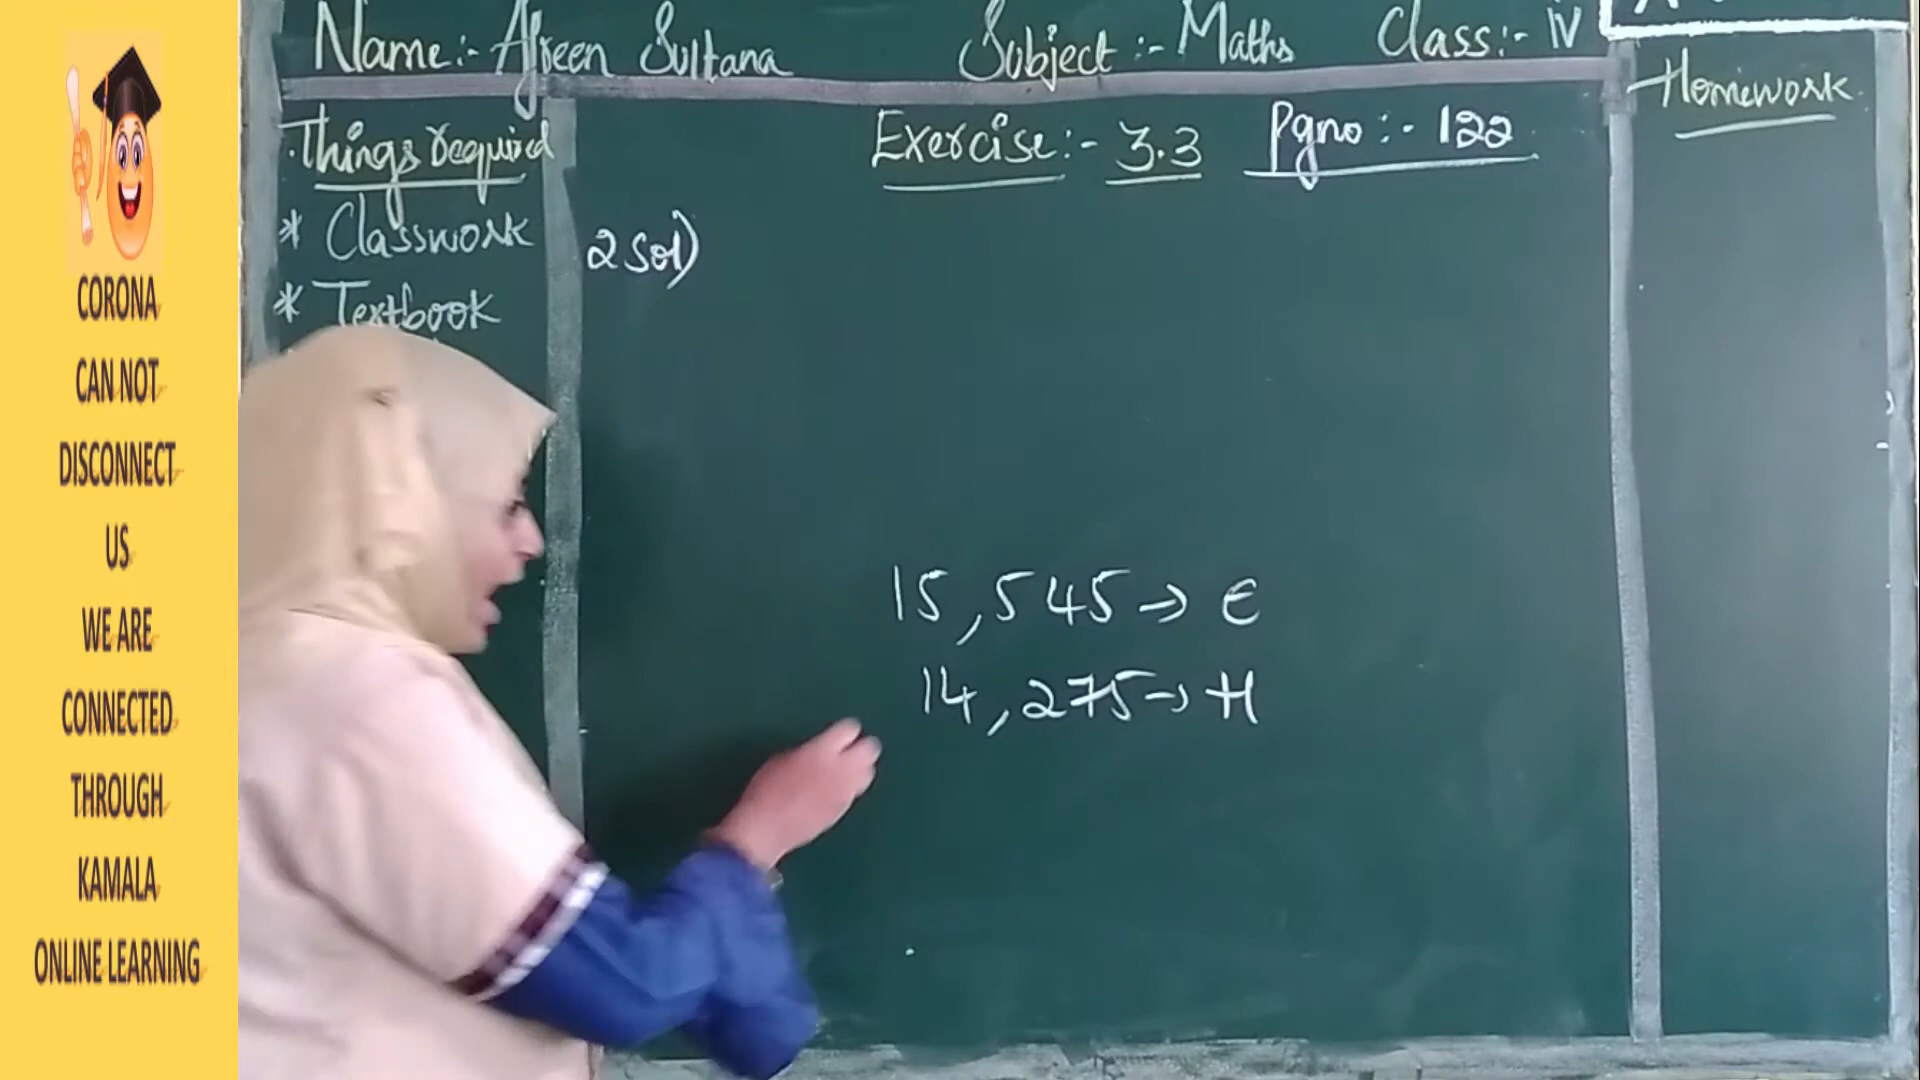 CORONA
CAN NOT
DISCONNECT
US
WE ARE
CONNECTED
THROUGH
KAMALA
ONLINE LEARNING
Name:- Afreen Sultana Subject:- Maths Class:- IV
Things required
* Classwork
* Textbook
Exercise:- 3.3 Pgno:- 122
2 Sol)
15,545→ E
14,275→ H
Homework